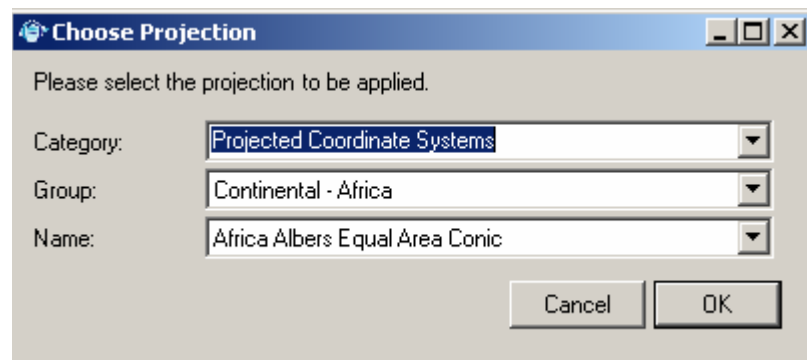 Choose Projection
Please select the projection to be applied.
Category: Projected Coordinate Systems
Group: Continental - Africa
Name: Africa Albers Equal Area Conic
Cancel OK